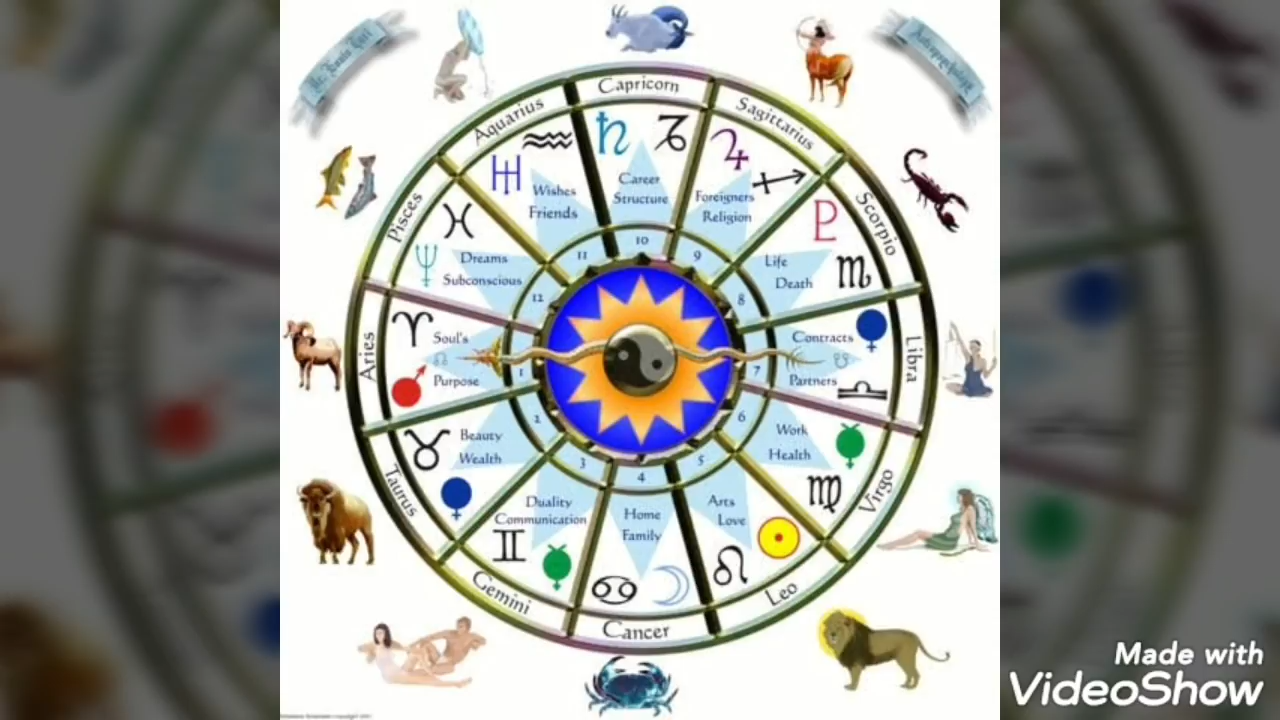 Capricorn
Sagittarius
Scorpio
Libra
Virgo
Leo
Cancer
Gemini
Taurus
Aries
Pisces
Aquarius
Career
Structure
10
Foreigners
Religion
9
Life
Death
8
Contracts
Partners
7
Work
Health
6
Arts
Love
5
Home
Family
4
Duality
Communication
3
Beauty
Wealth
Soul's
Purpose
1
Dreams
Subconscious
12
Wishes
Friends
11
Made with
VideoShow